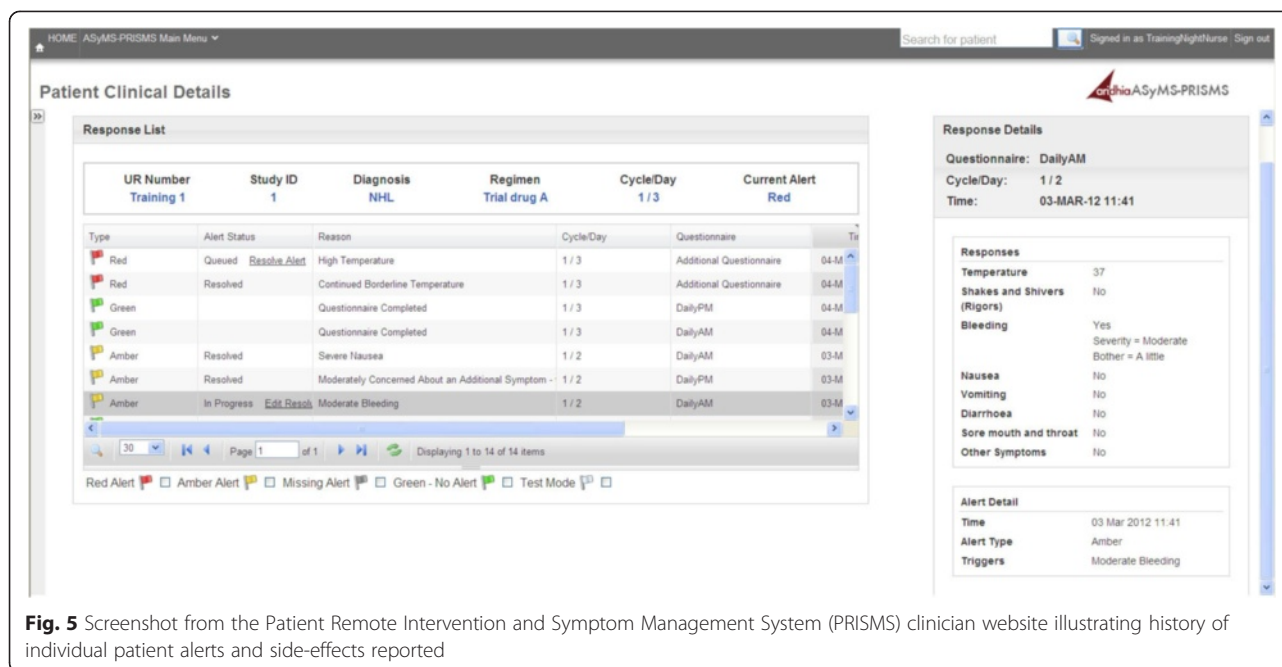 HOME ASyMS-PRISMS Main Menu
Search for patient
Signed in as TrainingNightNurse Sign out
Patient Clinical Details
ASyMS-PRISMS
Response List
UR Number Study ID Diagnosis Regimen Cycle/Day Current Alert
Training 1 1 NHL Trial drug A 1 / 3 Red
Type Alert Status Reason Cycle/Day Questionnaire
Red Queued Resolve Alert High Temperature 1 / 3 Additional Questionnaire 04-M
Red Resolved Continued Borderline Temperature 1 / 3 Additional Questionnaire 04-M
Green Questionnaire Completed 1 / 3 DailyPM 04-M
Green Questionnaire Completed 1 / 3 DailyAM 04-M
Amber Resolved Severe Nausea 1 / 2 DailyAM 03-M
Amber Resolved Moderately Concerned About an Additional Symptom - 1 / 2 DailyPM 03-M
Amber In Progress Edit Resol Moderate Bleeding 1 / 2 DailyAM 03-M
30 Page 1 of 1 Displaying 1 to 14 of 14 items
Red Alert Amber Alert Missing Alert Green - No Alert Test Mode
Response Details
Questionnaire: DailyAM
Cycle/Day: 1 / 2
Time: 03-MAR-12 11:41
Responses
Temperature 37
Shakes and Shivers No
(Rigors)
Bleeding Yes
Severity = Moderate
Bother = A little
Nausea No
Vomiting No
Diarrhoea No
Sore mouth and throat No
Other Symptoms No
Alert Detail
Time 03 Mar 2012 11:41
Alert Type Amber
Triggers Moderate Bleeding
Fig. 5 Screenshot from the Patient Remote Intervention and Symptom Management System (PRISMS) clinician website illustrating history of
individual patient alerts and side-effects reported